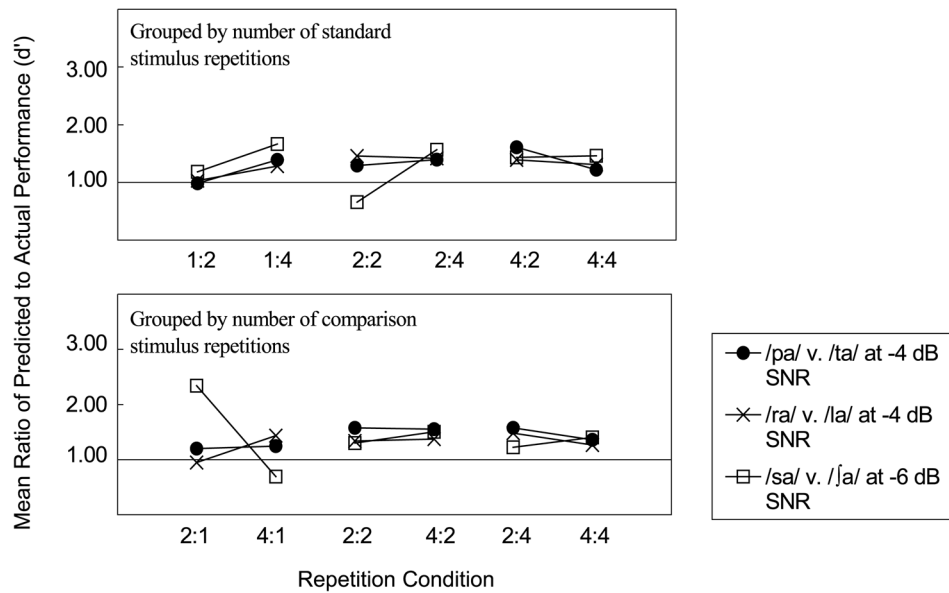 Mean Ratio of Predicted to Actual Performance (d')
Grouped by number of standard
stimulus repetitions
3.00
2.00
1.00
1:2 1:4 2:2 2:4 4:2 4:4
Grouped by number of comparison
stimulus repetitions
3.00
2.00
1.00
2:1 4:1 2:2 4:2 2:4 4:4
Repetition Condition
/pa/ v. /ta/ at -4 dB
SNR
/ra/ v. /la/ at -4 dB
SNR
/sa/ v. /ʃa/ at -6 dB
SNR